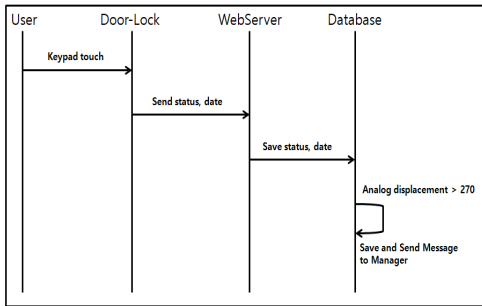 User Door-Lock WebServer Database
Keypad touch
Send status, date
Save status, date
Analog displacement > 270
Save and Send Message
to Manager